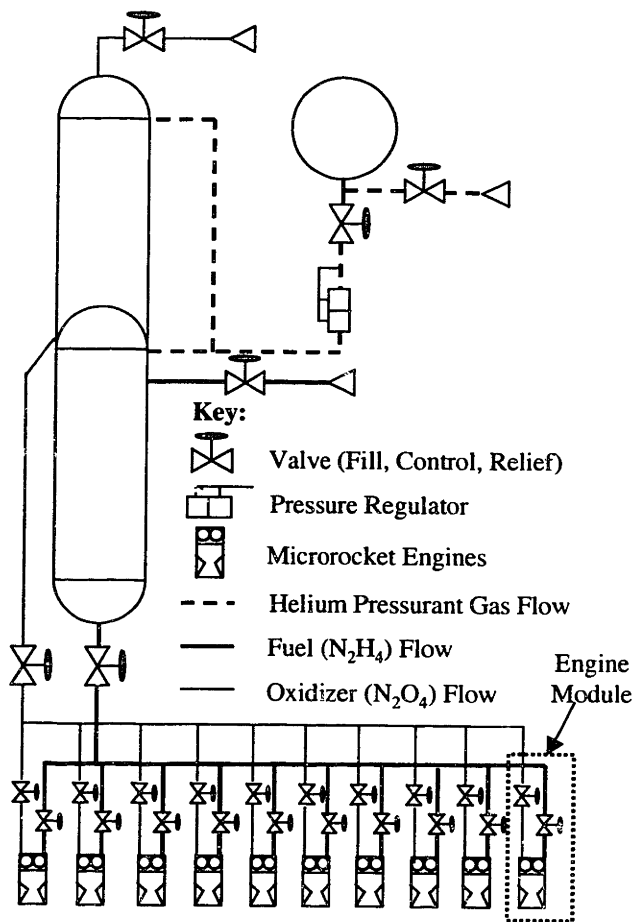 Key:
Valve (Fill, Control, Relief)
Pressure Regulator
Microrocket Engines
Helium Pressurant Gas Flow
Fuel (N₂H₄) Flow
Oxidizer (N₂O₄) Flow
Engine
Module